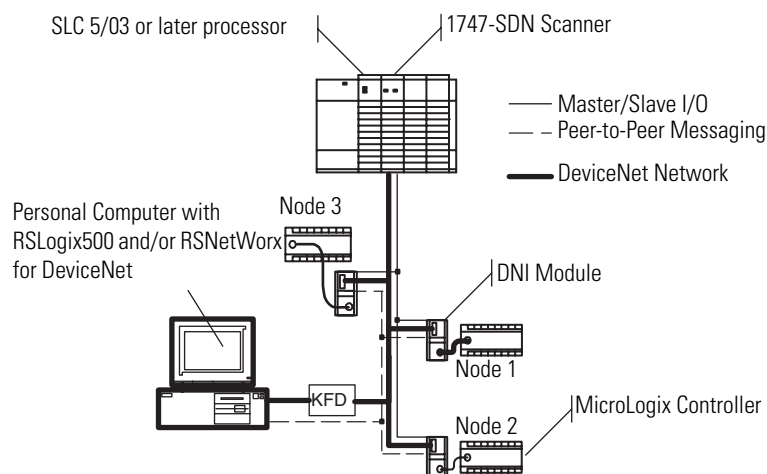 SLC 5/03 or later processor
1747-SDN Scanner
Master/Slave I/O
Peer-to-Peer Messaging
DeviceNet Network
Personal Computer with
RSLogix500 and/or RSNetWorx
for DeviceNet
Node 3
DNI Module
Node 1
KFD
Node 2
MicroLogix Controller